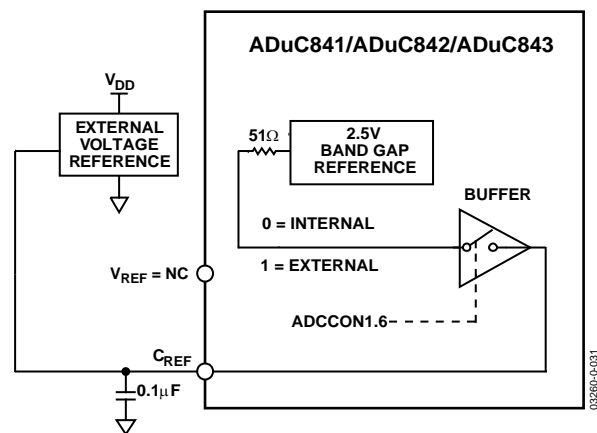 ADuC841/ADuC842/ADuC843
VDD
EXTERNAL
VOLTAGE
REFERENCE
51Ω
2.5V
BAND GAP
REFERENCE
BUFFER
0 = INTERNAL
1 = EXTERNAL
VREF = NC
ADCCON1.6
CREF
0.1μF
03260-0-031